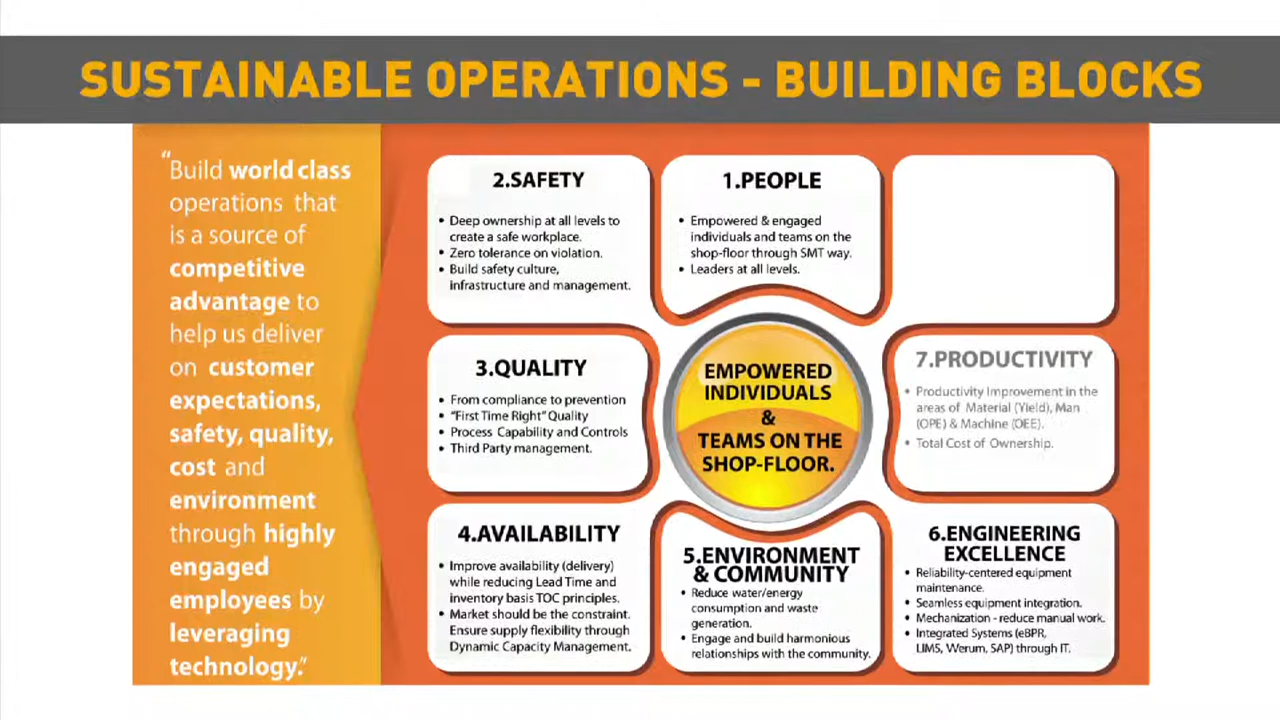 SUSTAINABLE OPERATIONS - BUILDING BLOCKS
“Build world class
operations that
is a source of
competitive
advantage to
help us deliver
on customer
expectations,
safety, quality,
cost and
environment
through highly
engaged
employees by
leveraging
technology.”
2.SAFETY
• Deep ownership at all levels to
create a safe workplace.
• Zero tolerance on violation.
• Build safety culture,
infrastructure and management.
1.PEOPLE
• Empowered & engaged
individuals and teams on the
shop-floor through SMT way.
• Leaders at all levels.
3.QUALITY
• From compliance to prevention
• “First Time Right” Quality
• Process Capability and Controls
• Third Party management.
EMPOWERED
INDIVIDUALS
&
TEAMS ON THE
SHOP-FLOOR.
7.PRODUCTIVITY
• Productivity Improvement in the
areas of Material (Yield), Man
(OPE) & Machine (OEE).
• Total Cost of Ownership.
4.AVAILABILITY
• Improve availability (delivery)
while reducing Lead Time and
inventory basis TOC principles.
• Market should be the constraint.
Ensure supply flexibility through
Dynamic Capacity Management.
5.ENVIRONMENT
& COMMUNITY
• Reduce water/energy
consumption and waste
generation.
• Engage and build harmonious
relationships with the community.
6.ENGINEERING
EXCELLENCE
• Reliability-centered equipment
maintenance.
• Seamless equipment integration.
• Mechanization - reduce manual work.
• Integrated Systems (eBPR,
LIMS, Werum, SAP) through IT.